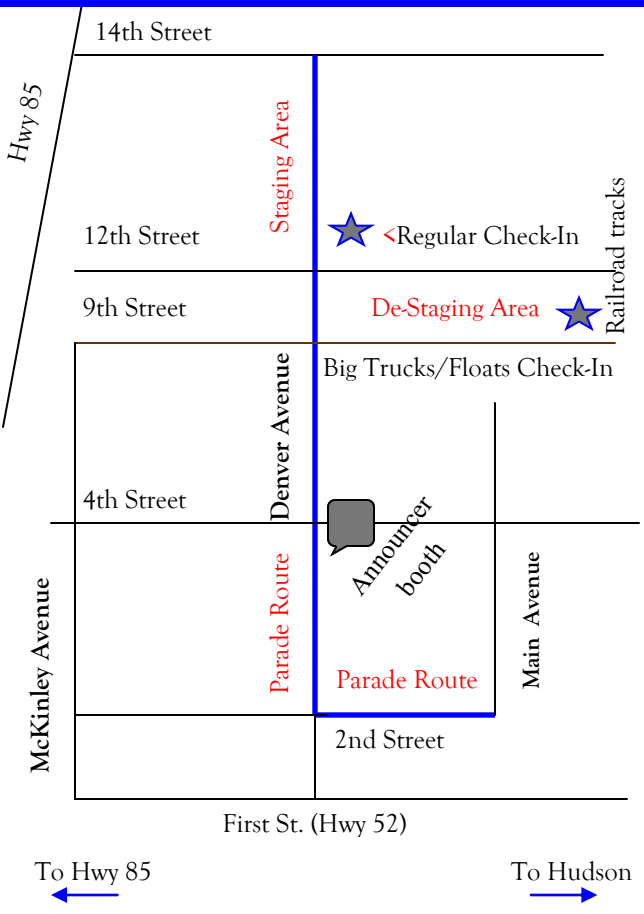 14th Street
Hwy 85
Staging Area
12th Street
<Regular Check-In
Railroad tracks
9th Street
De-Staging Area
Big Trucks/Floats Check-In
Denver Avenue
4th Street
Announcer
booth
Parade Route
Main Avenue
McKinley Avenue
Parade Route
2nd Street
First St. (Hwy 52)
To Hwy 85
To Hudson